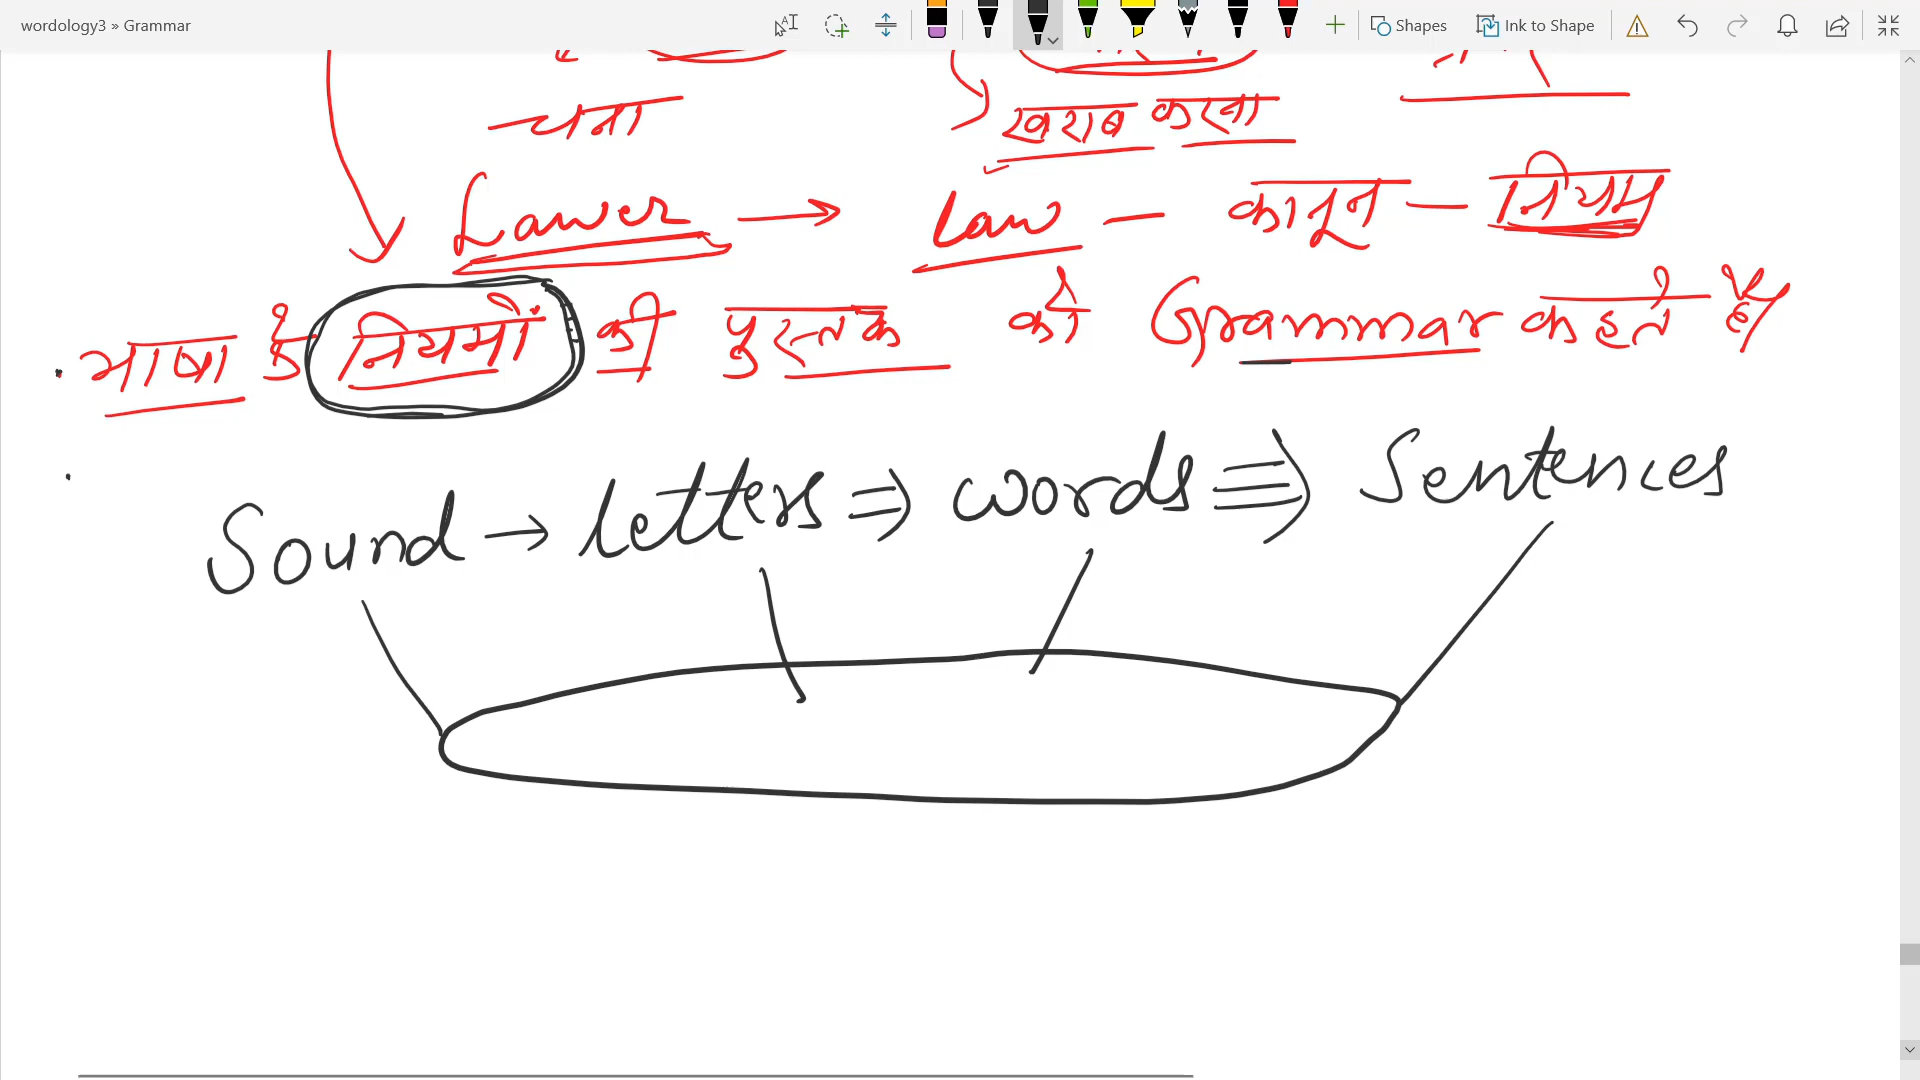 wordology3 » Grammar
Shapes
Ink to Shape
खराब करना
Lawer → Law — कानून — नियम
भाषा के नियमों की पुस्तक को Grammar कहते है
Sound → letters ⇒ words ⇒ Sentences